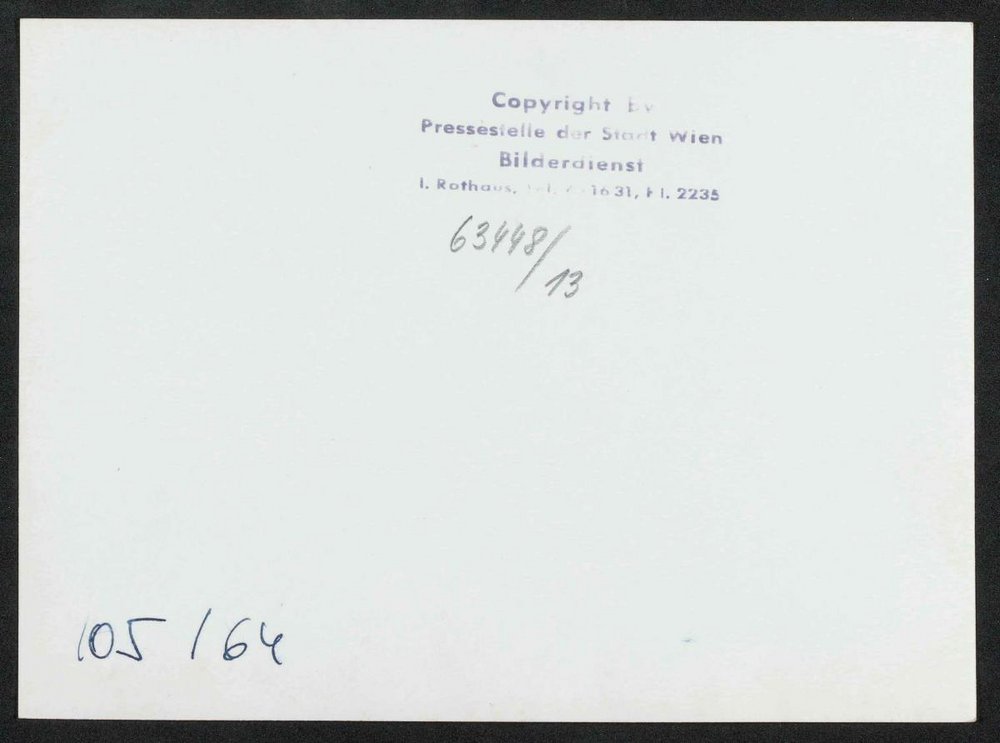 Copyright by
Pressestelle der Stadt Wien
Bilderdienst
I. Rathaus, 1631, Kl. 2235
63448/13
105/64